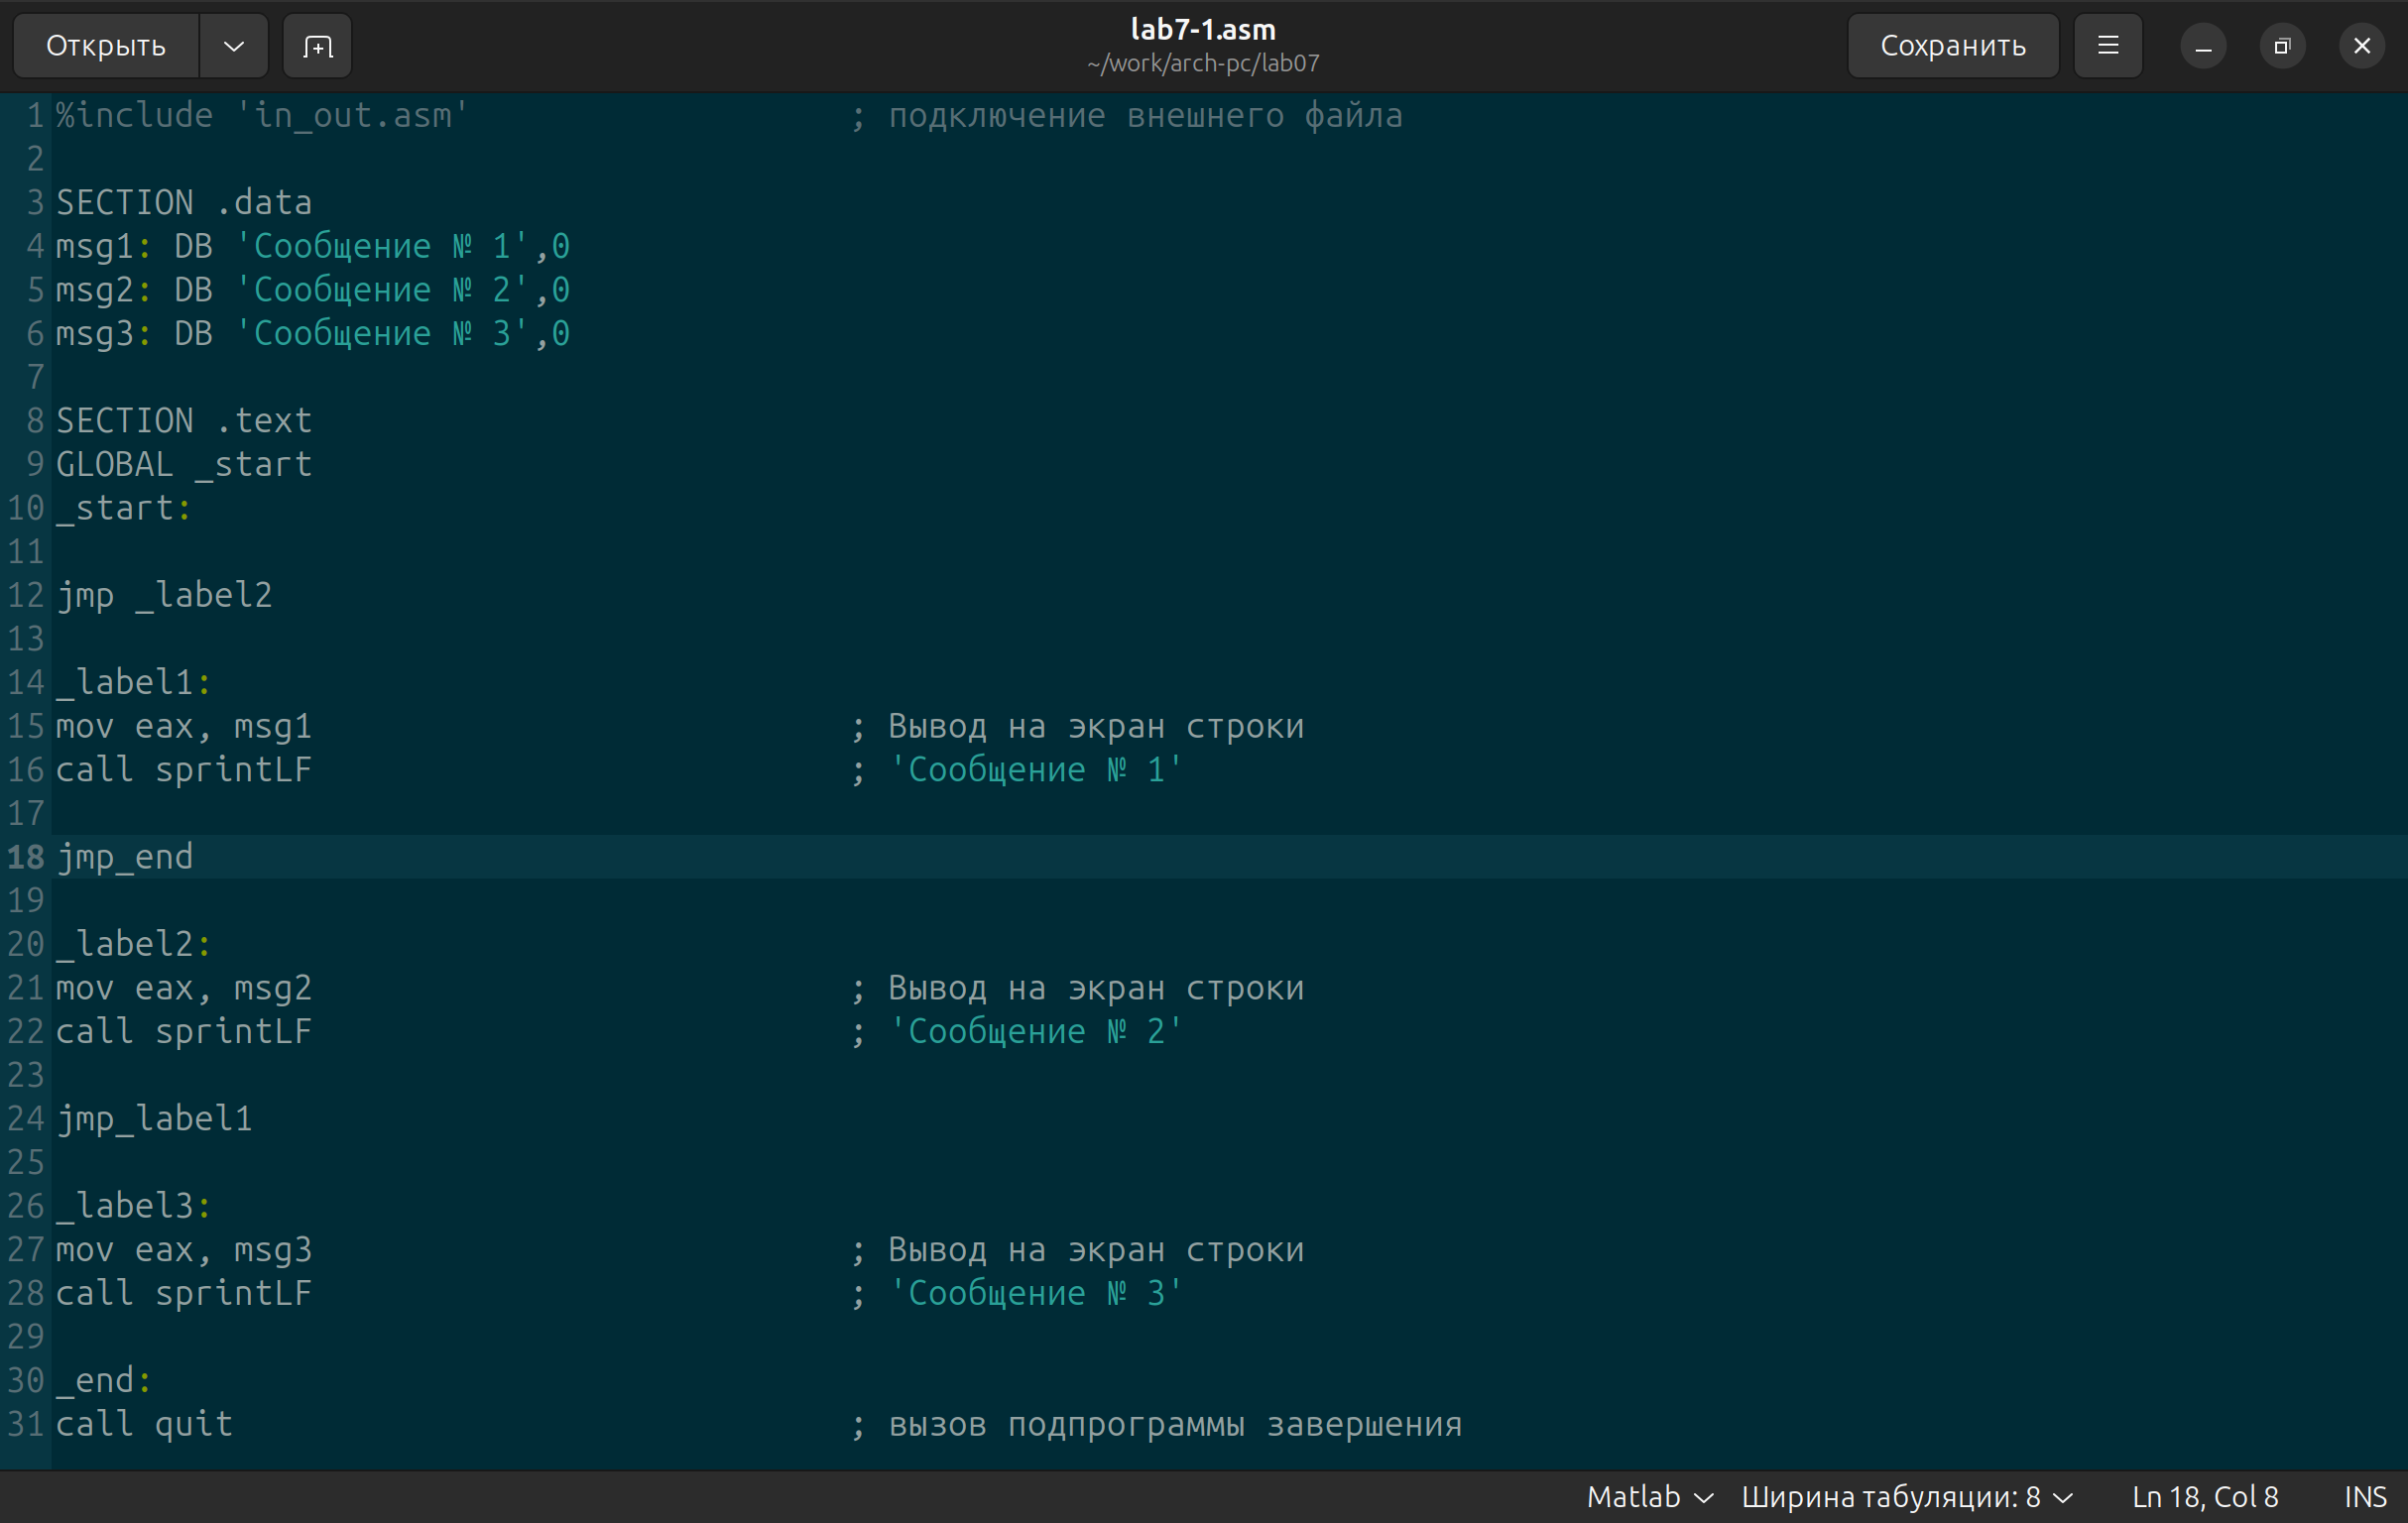 Открыть
lab7-1.asm
~/work/arch-pc/lab07
Сохранить
1 %include 'in_out.asm' ; подключение внешнего файла
2
3 SECTION .data
4 msg1: DB 'Сообщение № 1',0
5 msg2: DB 'Сообщение № 2',0
6 msg3: DB 'Сообщение № 3',0
7
8 SECTION .text
9 GLOBAL _start
10 _start:
11
12 jmp _label2
13
14 _label1:
15 mov eax, msg1 ; Вывод на экран строки
16 call sprintLF ; 'Сообщение № 1'
17
18 jmp_end
19
20 _label2:
21 mov eax, msg2 ; Вывод на экран строки
22 call sprintLF ; 'Сообщение № 2'
23
24 jmp_label1
25
26 _label3:
27 mov eax, msg3 ; Вывод на экран строки
28 call sprintLF ; 'Сообщение № 3'
29
30 _end:
31 call quit ; вызов подпрограммы завершения
Matlab Ширина табуляции: 8 Ln 18, Col 8 INS